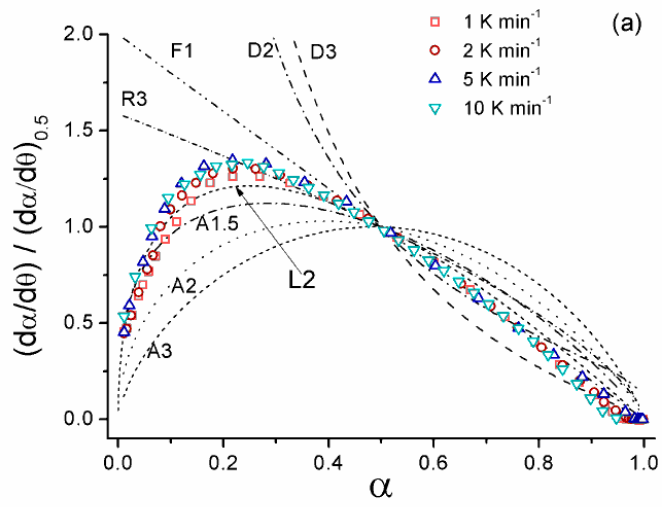 (a)
1 K min⁻¹
2 K min⁻¹
5 K min⁻¹
10 K min⁻¹
F1
D2
D3
R3
A1.5
L2
A2
A3
2.0
1.5
1.0
0.5
0.0
0.0
0.2
0.4
0.6
0.8
1.0
α
(dα/dθ) / (dα/dθ)₀.₅